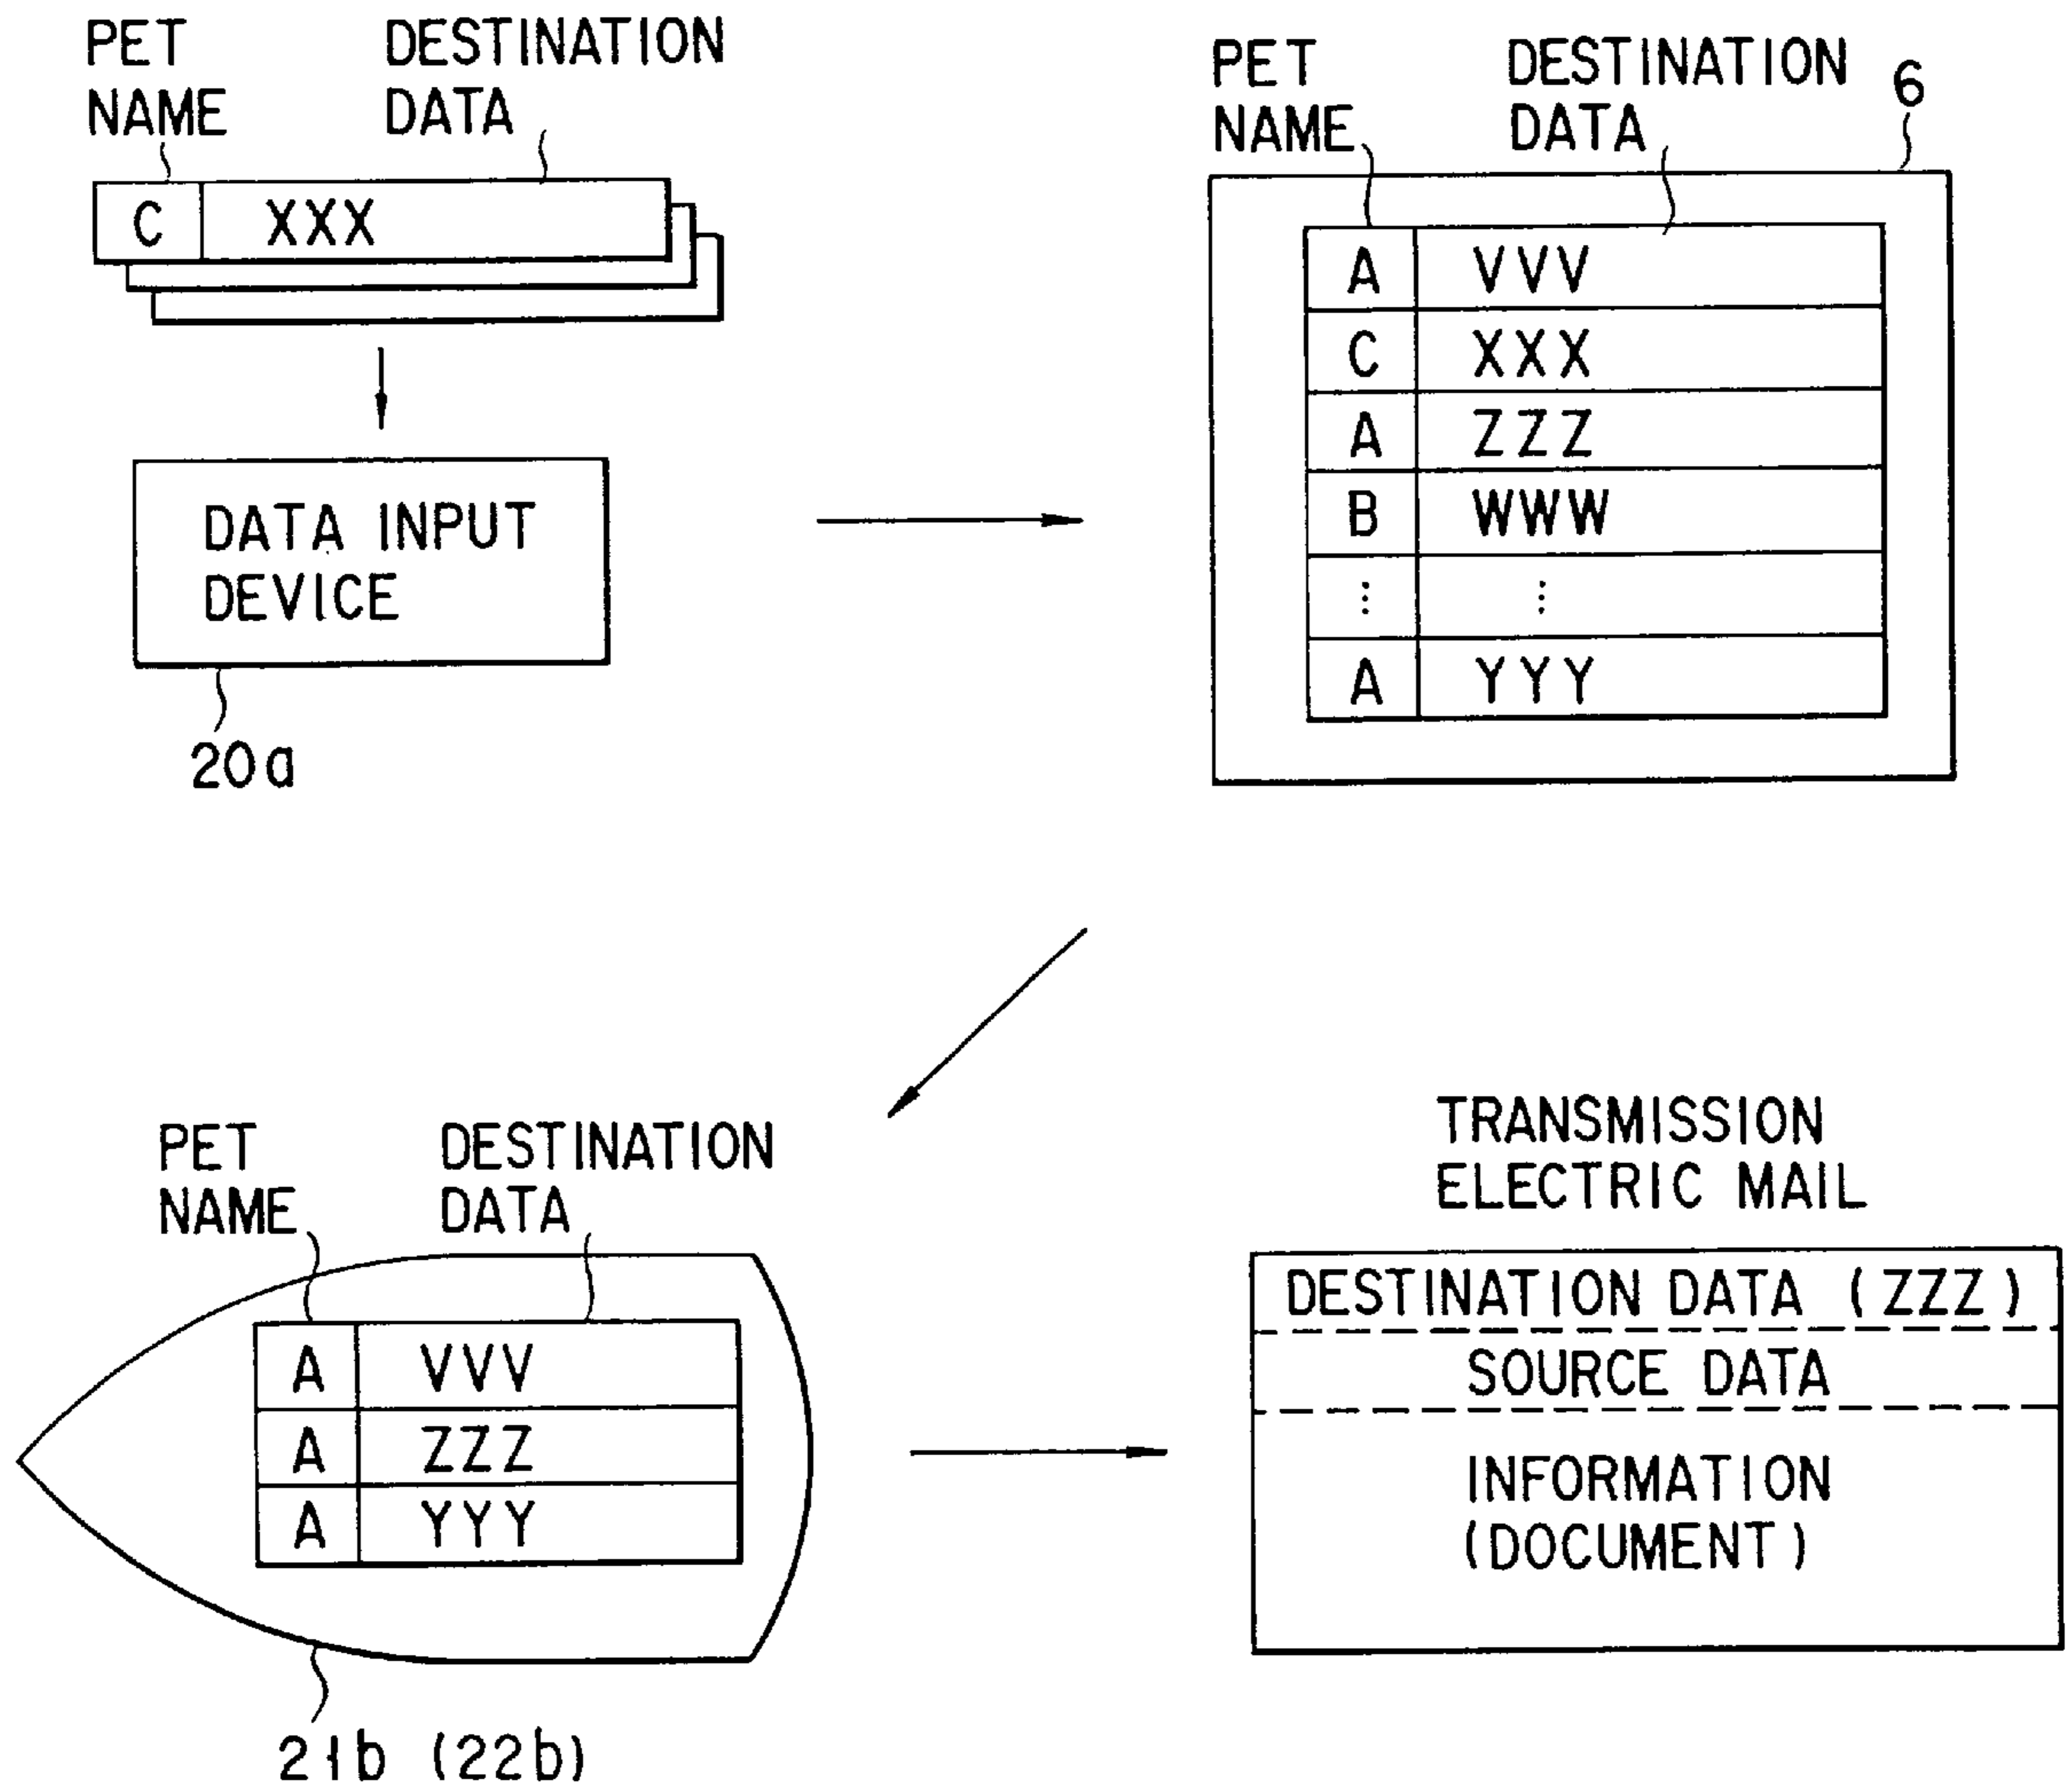 PET
NAME
DESTINATION
DATA
C XXX
DATA INPUT
DEVICE
20a
PET
NAME
DESTINATION
DATA
6
A VVV
C XXX
A ZZZ
B WWW
⋮ ⋮
A YYY
PET
NAME
DESTINATION
DATA
A VVV
A ZZZ
A YYY
21b (22b)
TRANSMISSION
ELECTRIC MAIL
DESTINATION DATA (ZZZ)
SOURCE DATA
INFORMATION
(DOCUMENT)